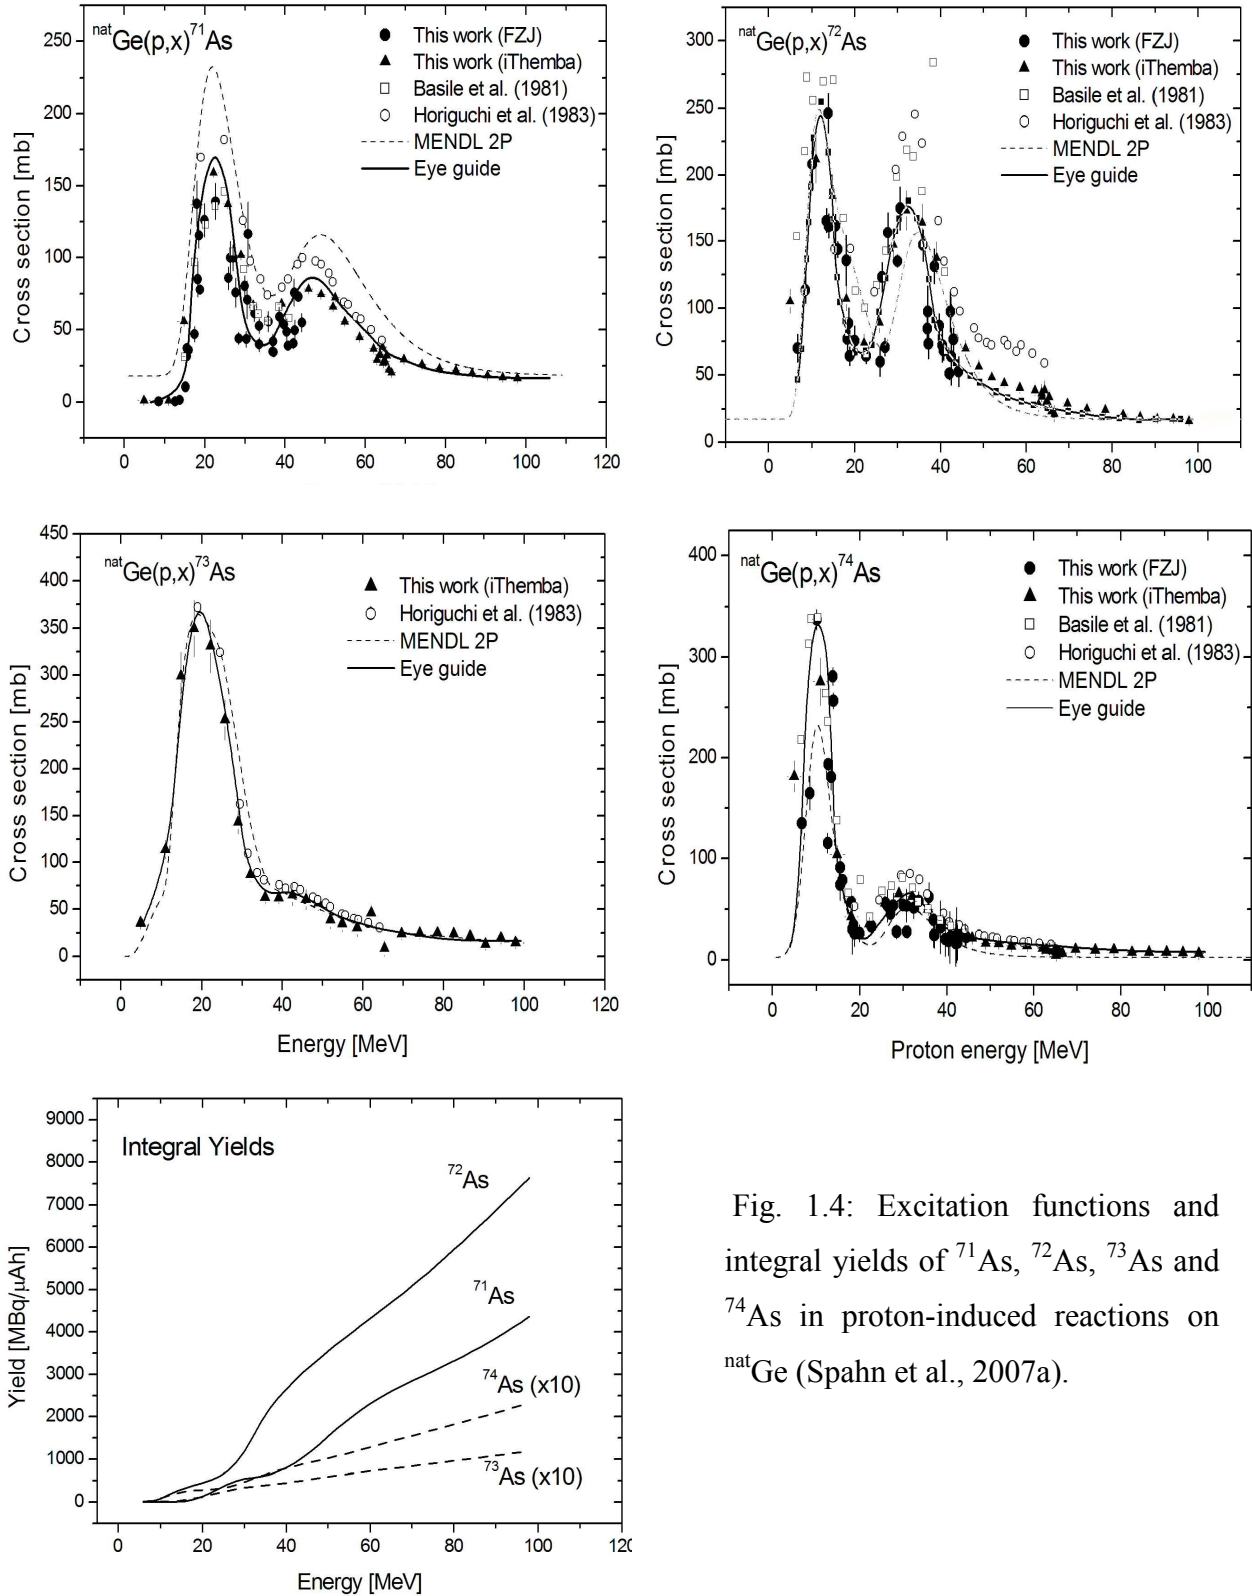 natGe(p,x)71As
This work (FZJ)
This work (iThemba)
Basile et al. (1981)
Horiguchi et al. (1983)
MENDL 2P
Eye guide
Cross section [mb]
250
200
150
100
50
0
0 20 40 60 80 100 120
natGe(p,x)72As
This work (FZJ)
This work (iThemba)
Basile et al. (1981)
Horiguchi et al. (1983)
MENDL 2P
Eye guide
Cross section [mb]
300
250
200
150
100
50
0
0 20 40 60 80 100
natGe(p,x)73As
This work (iThemba)
Horiguchi et al. (1983)
MENDL 2P
Eye guide
Cross section [mb]
450
400
350
300
250
200
150
100
50
0
0 20 40 60 80 100 120
Energy [MeV]
natGe(p,x)74As
This work (FZJ)
This work (iThemba)
Basile et al. (1981)
Horiguchi et al. (1983)
MENDL 2P
Eye guide
Cross section [mb]
400
300
200
100
0
0 20 40 60 80 100
Proton energy [MeV]
Integral Yields
72As
71As
74As (x10)
73As (x10)
Yield [MBq/μAh]
9000
8000
7000
6000
5000
4000
3000
2000
1000
0
0 20 40 60 80 100 120
Energy [MeV]
Fig. 1.4: Excitation functions and
integral yields of 71As, 72As, 73As and
74As in proton-induced reactions on
natGe (Spahn et al., 2007a).